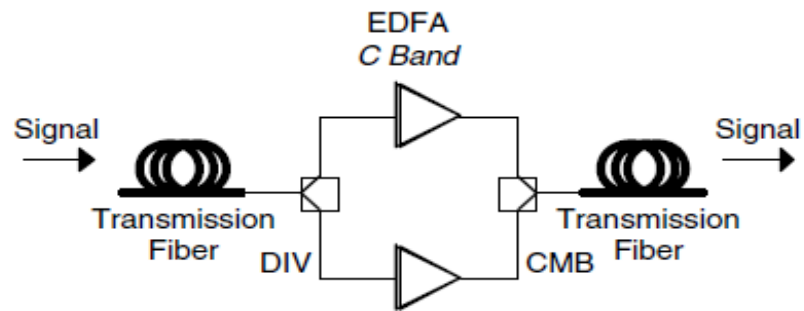 EDFA
C Band
Signal
Signal
Transmission
Fiber
Transmission
Fiber
DIV
CMB